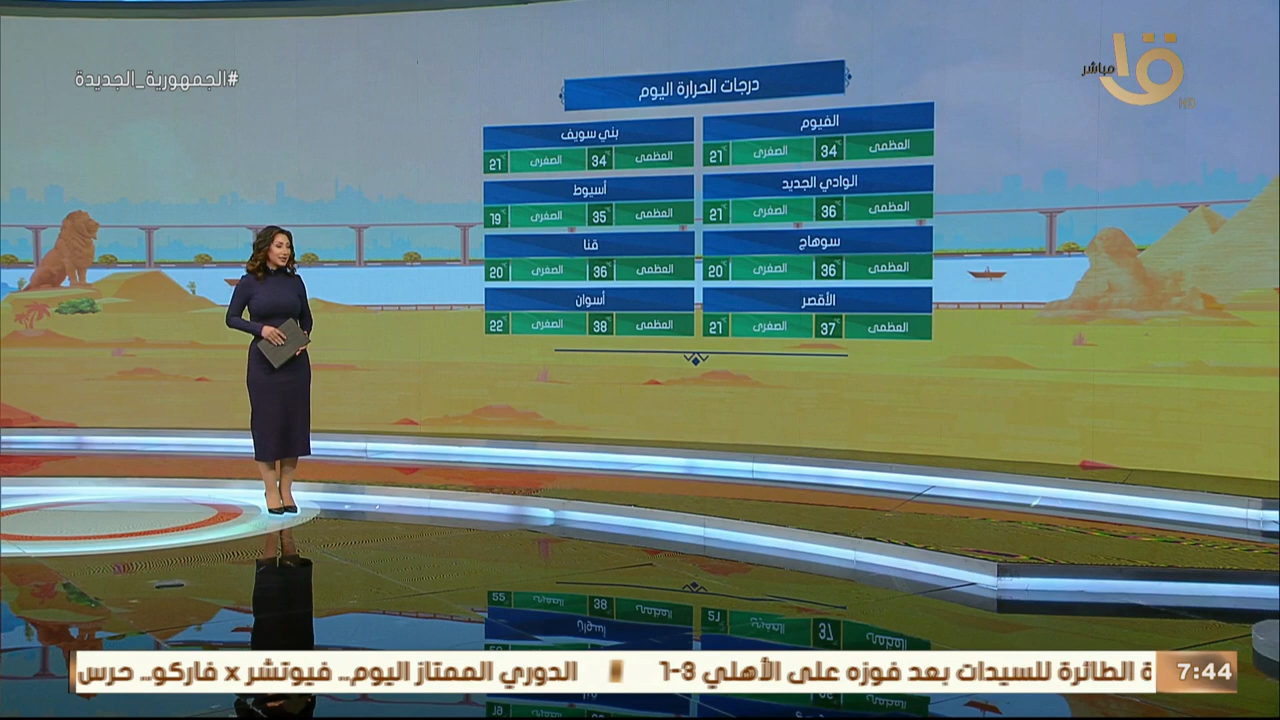 #الجمهورية_الجديدة
مباشر
HD
درجات الحرارة اليوم
الفيوم
العظمى 34 الصغرى 21
بني سويف
العظمى 34 الصغرى 21
الوادي الجديد
العظمى 36 الصغرى 21
أسيوط
العظمى 35 الصغرى 19
سوهاج
العظمى 36 الصغرى 20
قنا
العظمى 36 الصغرى 20
الأقصر
العظمى 37 الصغرى 21
أسوان
العظمى 38 الصغرى 22
7:44
ة الطائرة للسيدات بعد فوزه على الأهلي 3-1 الدوري الممتاز اليوم.. فيوتشر x فاركو.. حرس